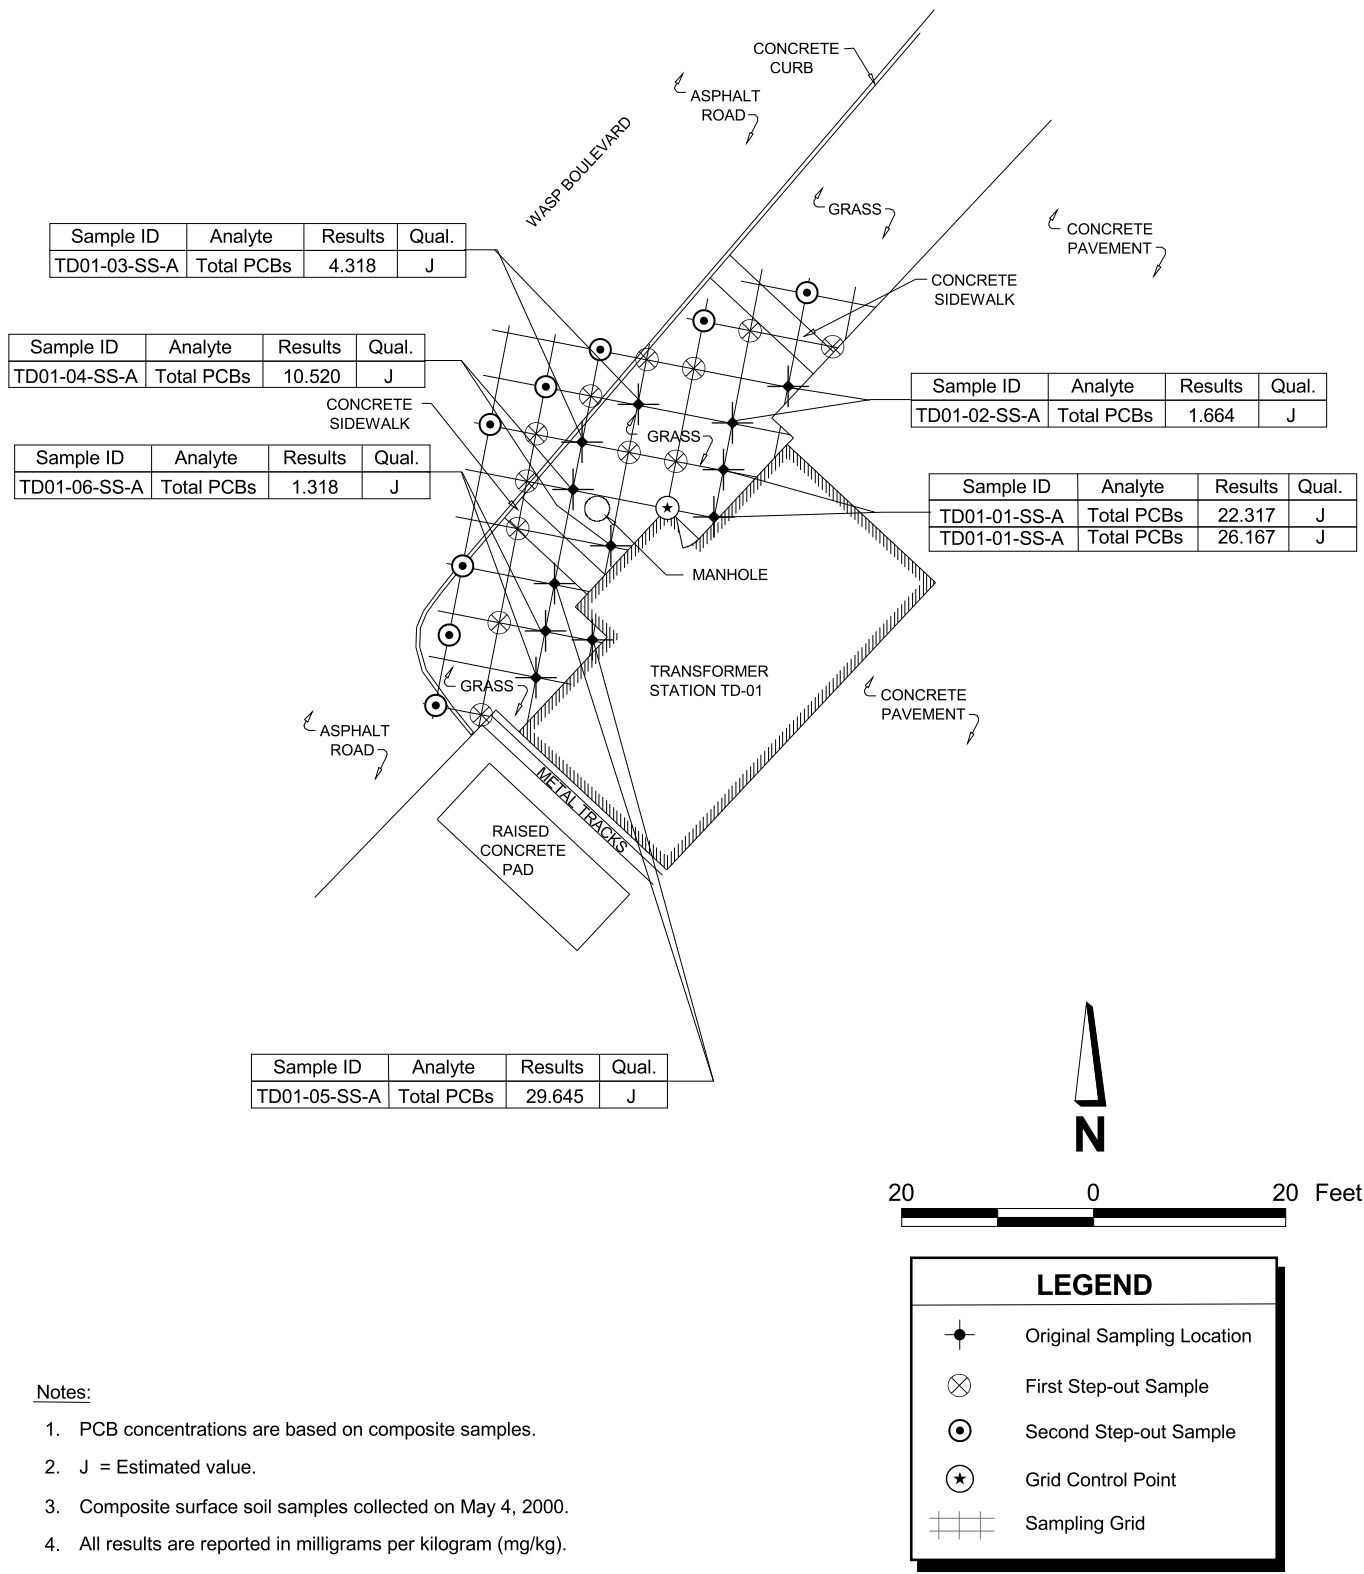 CONCRETE
CURB
ASPHALT
ROAD
WASP BOULEVARD
GRASS
CONCRETE
PAVEMENT
Sample ID Analyte Results Qual.
TD01-03-SS-A Total PCBs 4.318 J
CONCRETE
SIDEWALK
Sample ID Analyte Results Qual.
TD01-04-SS-A Total PCBs 10.520 J
CONCRETE
SIDEWALK
Sample ID Analyte Results Qual.
TD01-02-SS-A Total PCBs 1.664 J
GRASS
Sample ID Analyte Results Qual.
TD01-06-SS-A Total PCBs 1.318 J
Sample ID Analyte Results Qual.
TD01-01-SS-A Total PCBs 22.317 J
TD01-01-SS-A Total PCBs 26.167 J
MANHOLE
TRANSFORMER
STATION TD-01
GRASS
CONCRETE
PAVEMENT
ASPHALT
ROAD
METAL TRACKS
RAISED
CONCRETE
PAD
Sample ID Analyte Results Qual.
TD01-05-SS-A Total PCBs 29.645 J
N
20 0 20 Feet
LEGEND
Original Sampling Location
First Step-out Sample
Second Step-out Sample
Grid Control Point
Sampling Grid
Notes:
1. PCB concentrations are based on composite samples.
2. J = Estimated value.
3. Composite surface soil samples collected on May 4, 2000.
4. All results are reported in milligrams per kilogram (mg/kg).